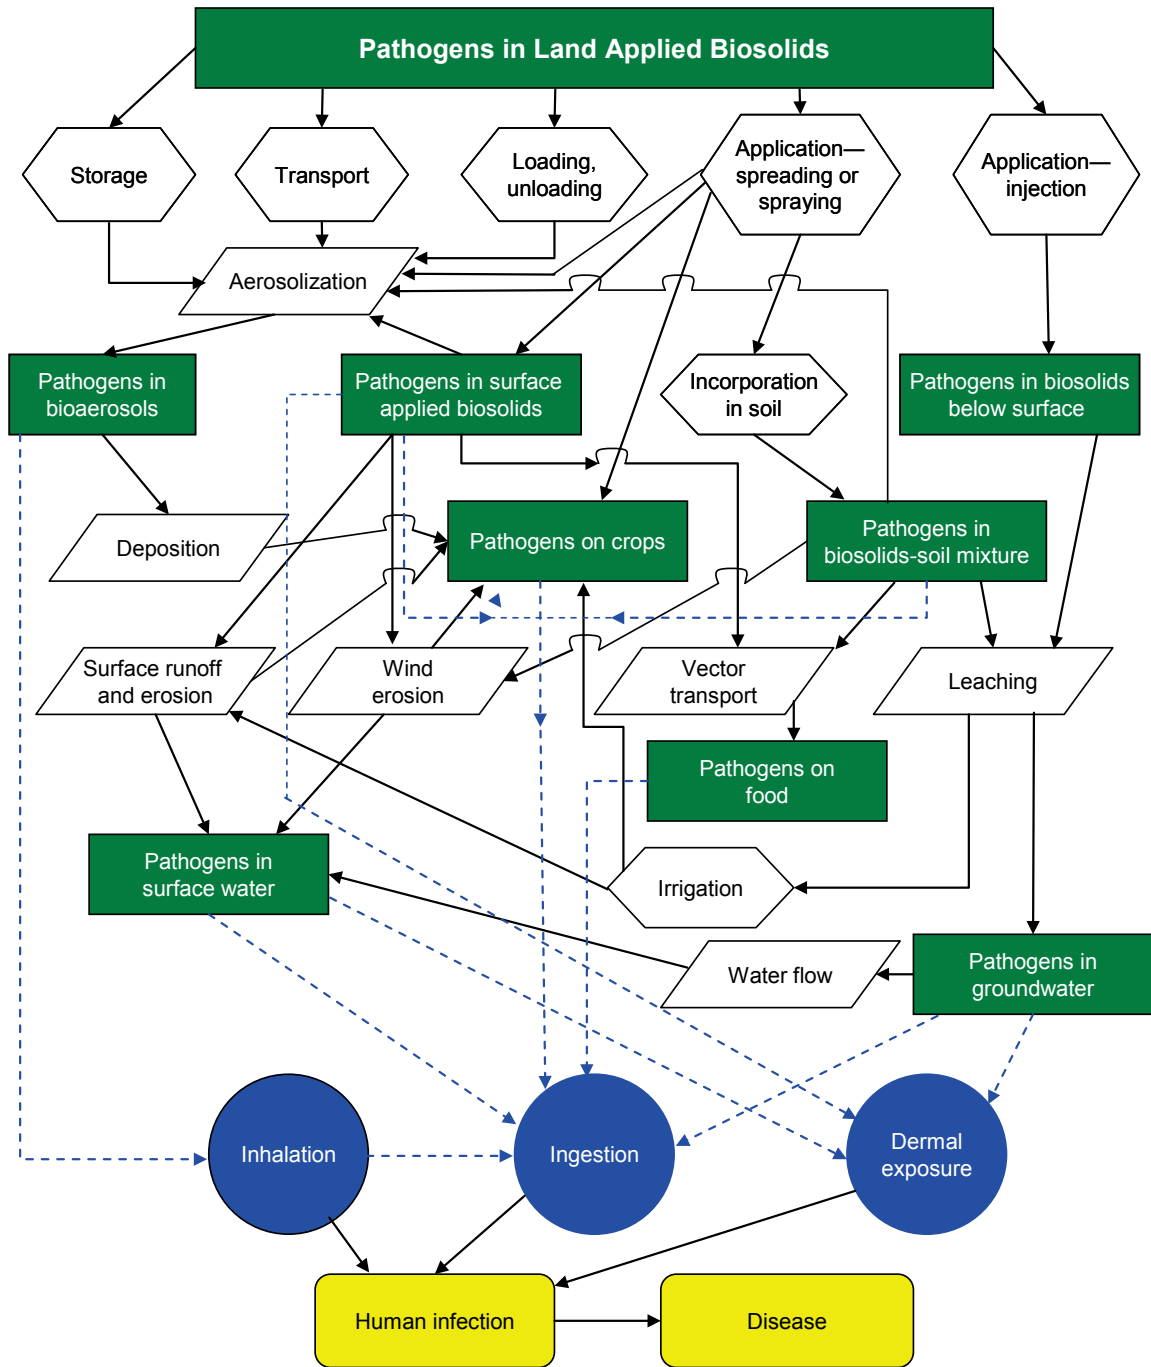 Pathogens in Land Applied Biosolids
Storage
Transport
Loading,
unloading
Application—
spreading or
spraying
Application—
injection
Aerosolization
Pathogens in
bioaerosols
Pathogens in surface
applied biosolids
Incorporation
in soil
Pathogens in biosolids
below surface
Deposition
Pathogens on crops
Pathogens in
biosolids-soil mixture
Surface runoff
and erosion
Wind
erosion
Vector
transport
Leaching
Pathogens on
food
Pathogens in
surface water
Irrigation
Water flow
Pathogens in
groundwater
Inhalation
Ingestion
Dermal
exposure
Human infection
Disease